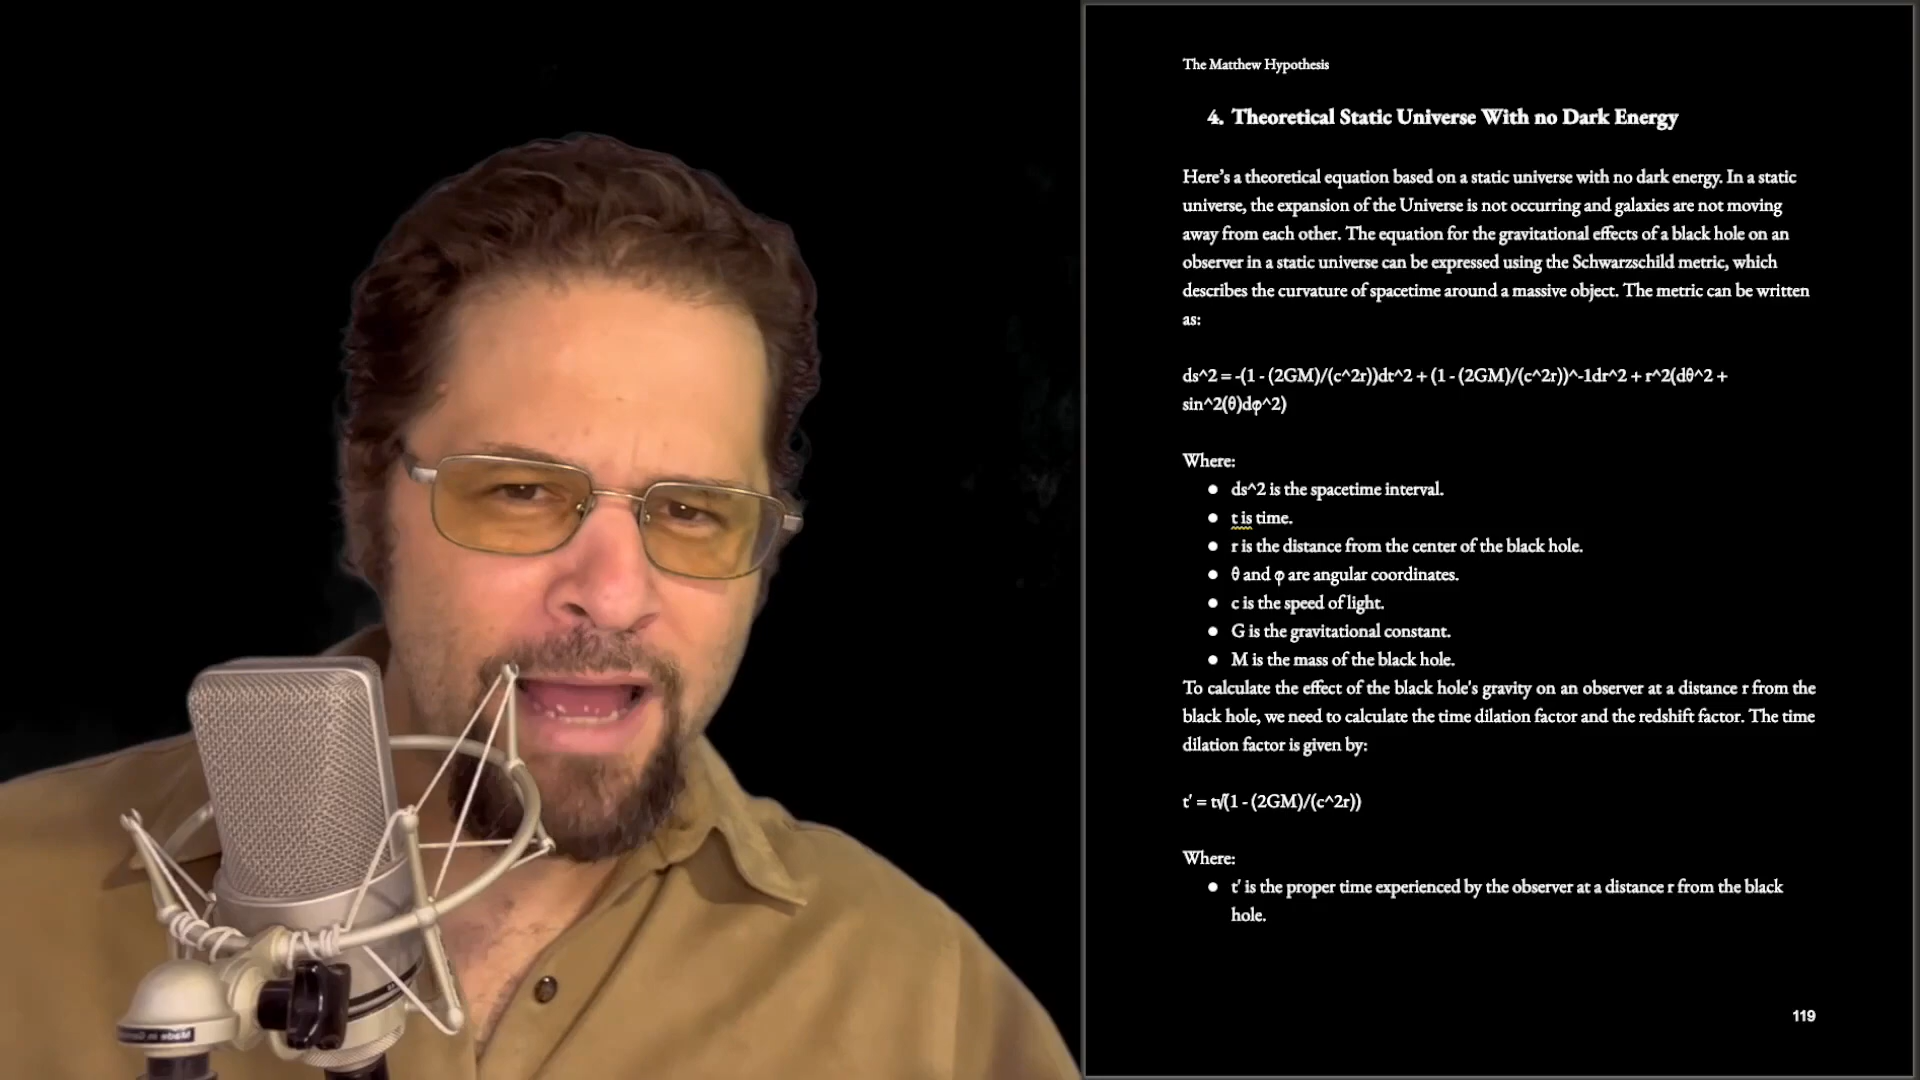 The Matthew Hypothesis
4. Theoretical Static Universe With no Dark Energy
Here's a theoretical equation based on a static universe with no dark energy. In a static
universe, the expansion of the Universe is not occurring and galaxies are not moving
away from each other. The equation for the gravitational effects of a black hole on an
observer in a static universe can be expressed using the Schwarzschild metric, which
describes the curvature of spacetime around a massive object. The metric can be written
as:
ds^2 = -(1 - (2GM)/(c^2r))dt^2 + (1 - (2GM)/(c^2r))^-1dr^2 + r^2(dθ^2 +
sin^2(θ)dφ^2)
Where:
● ds^2 is the spacetime interval.
● t is time.
● r is the distance from the center of the black hole.
● θ and φ are angular coordinates.
● c is the speed of light.
● G is the gravitational constant.
● M is the mass of the black hole.
To calculate the effect of the black hole's gravity on an observer at a distance r from the
black hole, we need to calculate the time dilation factor and the redshift factor. The time
dilation factor is given by:
t' = t√(1 - (2GM)/(c^2r))
Where:
● t' is the proper time experienced by the observer at a distance r from the black
hole.
119